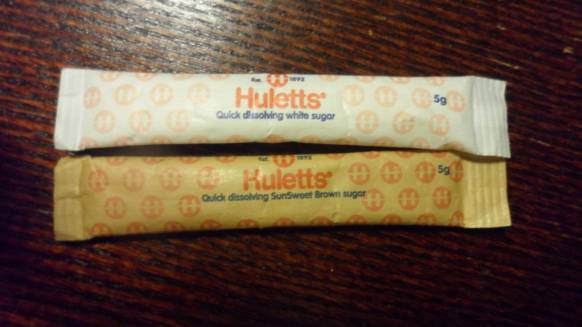 Est. H 1892
Huletts®
Quick dissolving white sugar
5g
Est. H 1892
Huletts®
Quick dissolving SunSweet Brown sugar
5g